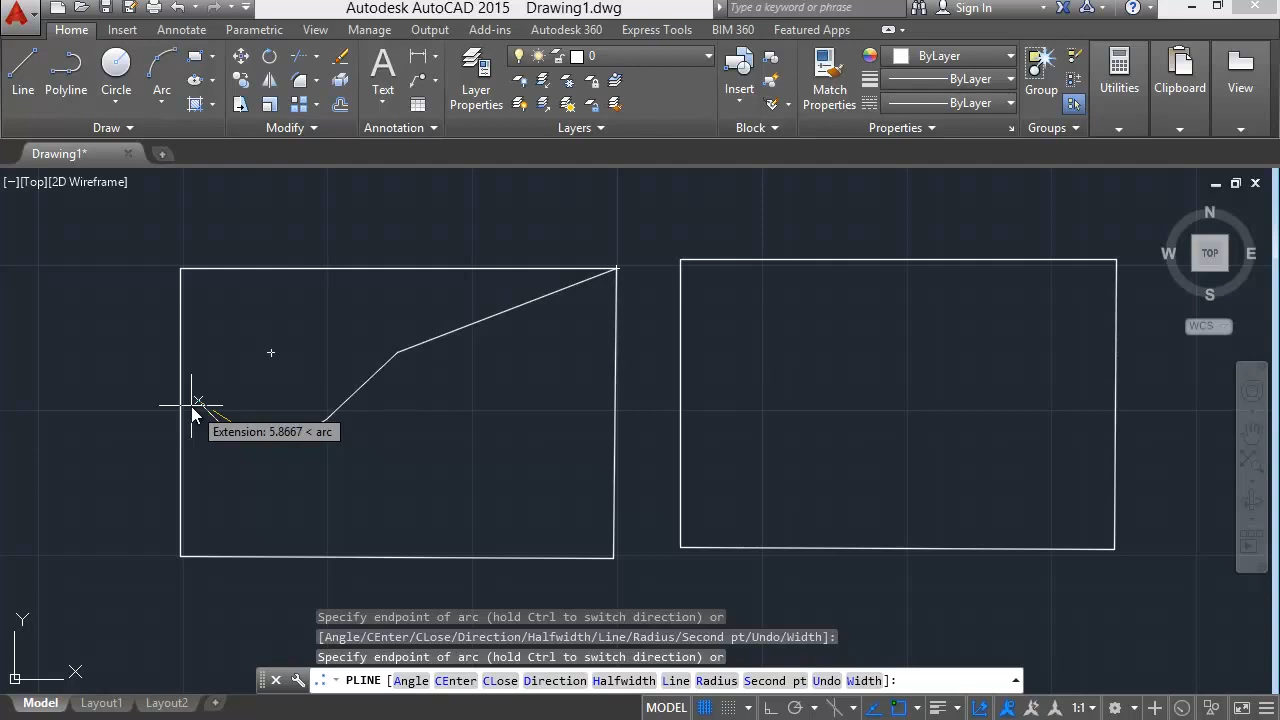 Autodesk AutoCAD 2015 Drawing1.dwg
Type a keyword or phrase
Sign In
Home Insert Annotate Parametric View Manage Output Add-ins Autodesk 360 Express Tools BIM 360 Featured Apps
Line Polyline Circle Arc
Text
Layer Properties
0
Insert
Match Properties
ByLayer
ByLayer
ByLayer
Group
Utilities Clipboard View
Draw Modify Annotation Layers Block Properties Groups
Drawing1*
[−][Top][2D Wireframe]
N
W TOP E
S
WCS
Extension: 5.8667 < arc
Y
X
Specify endpoint of arc (hold Ctrl to switch direction) or
[Angle/CEnter/CLose/Direction/Halfwidth/Line/Radius/Second pt/Undo/Width]:
Specify endpoint of arc (hold Ctrl to switch direction) or
PLINE [Angle CEnter CLose Direction Halfwidth Line Radius Second pt Undo Width]:
Model Layout1 Layout2 +
MODEL 1:1